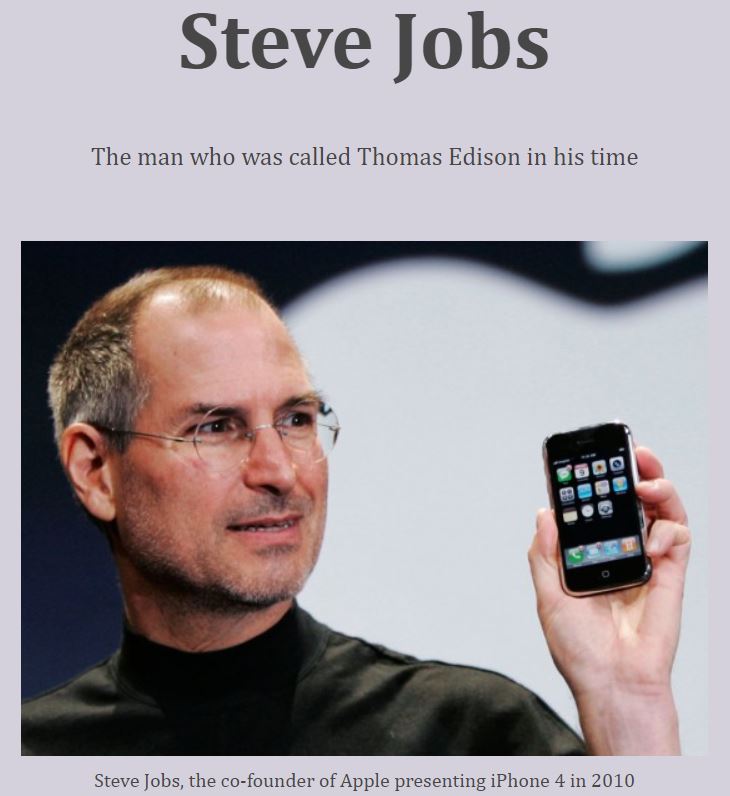 Steve Jobs
The man who was called Thomas Edison in his time
Steve Jobs, the co-founder of Apple presenting iPhone 4 in 2010